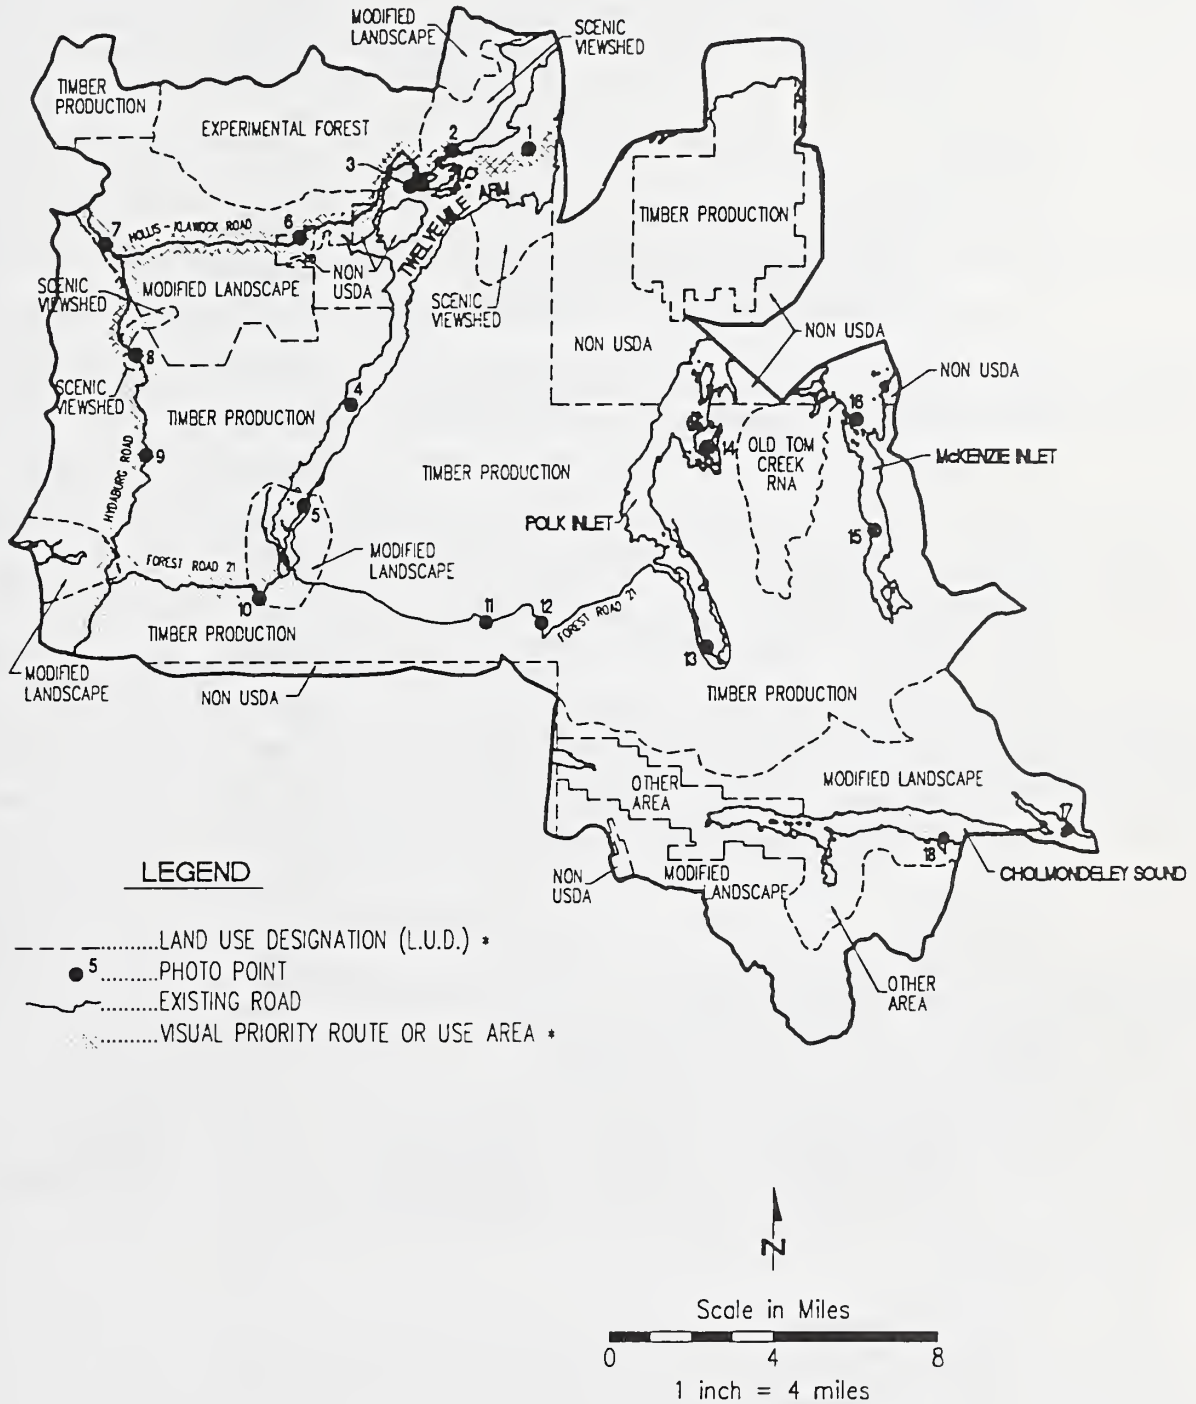 MODIFIED
LANDSCAPE
SCENIC
VIEWSHED
TIMBER
PRODUCTION
EXPERIMENTAL FOREST
2
1
3
TWELVEMILE ARM
TIMBER PRODUCTION
7
HOLLIS-KLAWOCK ROAD
6
NON
USDA
SCENIC
VIEWSHED
MODIFIED LANDSCAPE
SCENIC
VIEWSHED
NON USDA
NON USDA
NON USDA
8
SCENIC
VIEWSHED
4
TIMBER PRODUCTION
16
14
OLD TOM
CREEK
RNA
McKENZIE INLET
9
HYDABURG ROAD
TIMBER PRODUCTION
5
POLK INLET
15
FOREST ROAD 21
MODIFIED
LANDSCAPE
10
11
12
FOREST ROAD 21
TIMBER PRODUCTION
13
MODIFIED
LANDSCAPE
NON USDA
TIMBER PRODUCTION
OTHER
AREA
MODIFIED LANDSCAPE
17
18
CHOLMONDELEY SOUND
NON
USDA
MODIFIED
LANDSCAPE
OTHER
AREA
LEGEND
LAND USE DESIGNATION (L.U.D.) *
5
PHOTO POINT
EXISTING ROAD
VISUAL PRIORITY ROUTE OR USE AREA *
N
Scale in Miles
0 4 8
1 inch = 4 miles